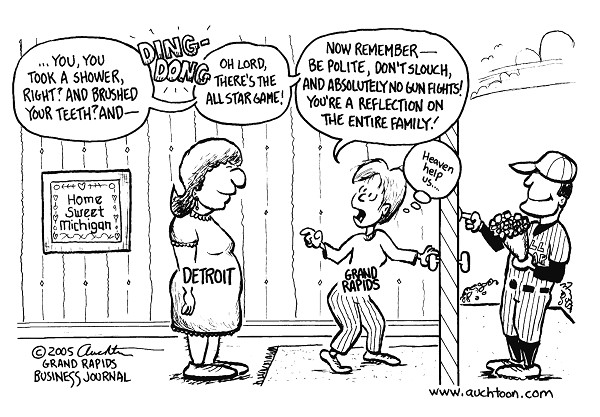 ... YOU, YOU
TOOK A SHOWER,
RIGHT? AND BRUSHED
YOUR TEETH? AND—
DING-
DONG
OH LORD,
THERE'S THE
ALL STAR GAME!
NOW REMEMBER—
BE POLITE, DON'T SLOUCH,
AND ABSOLUTELY NO GUN FIGHTS!
YOU'RE A REFLECTION ON
THE ENTIRE FAMILY!
Heaven
help
us...
Home
Sweet
Michigan
DETROIT
GRAND
RAPIDS
© 2005 Auchter
GRAND RAPIDS
BUSINESS JOURNAL
www.auchtoon.com